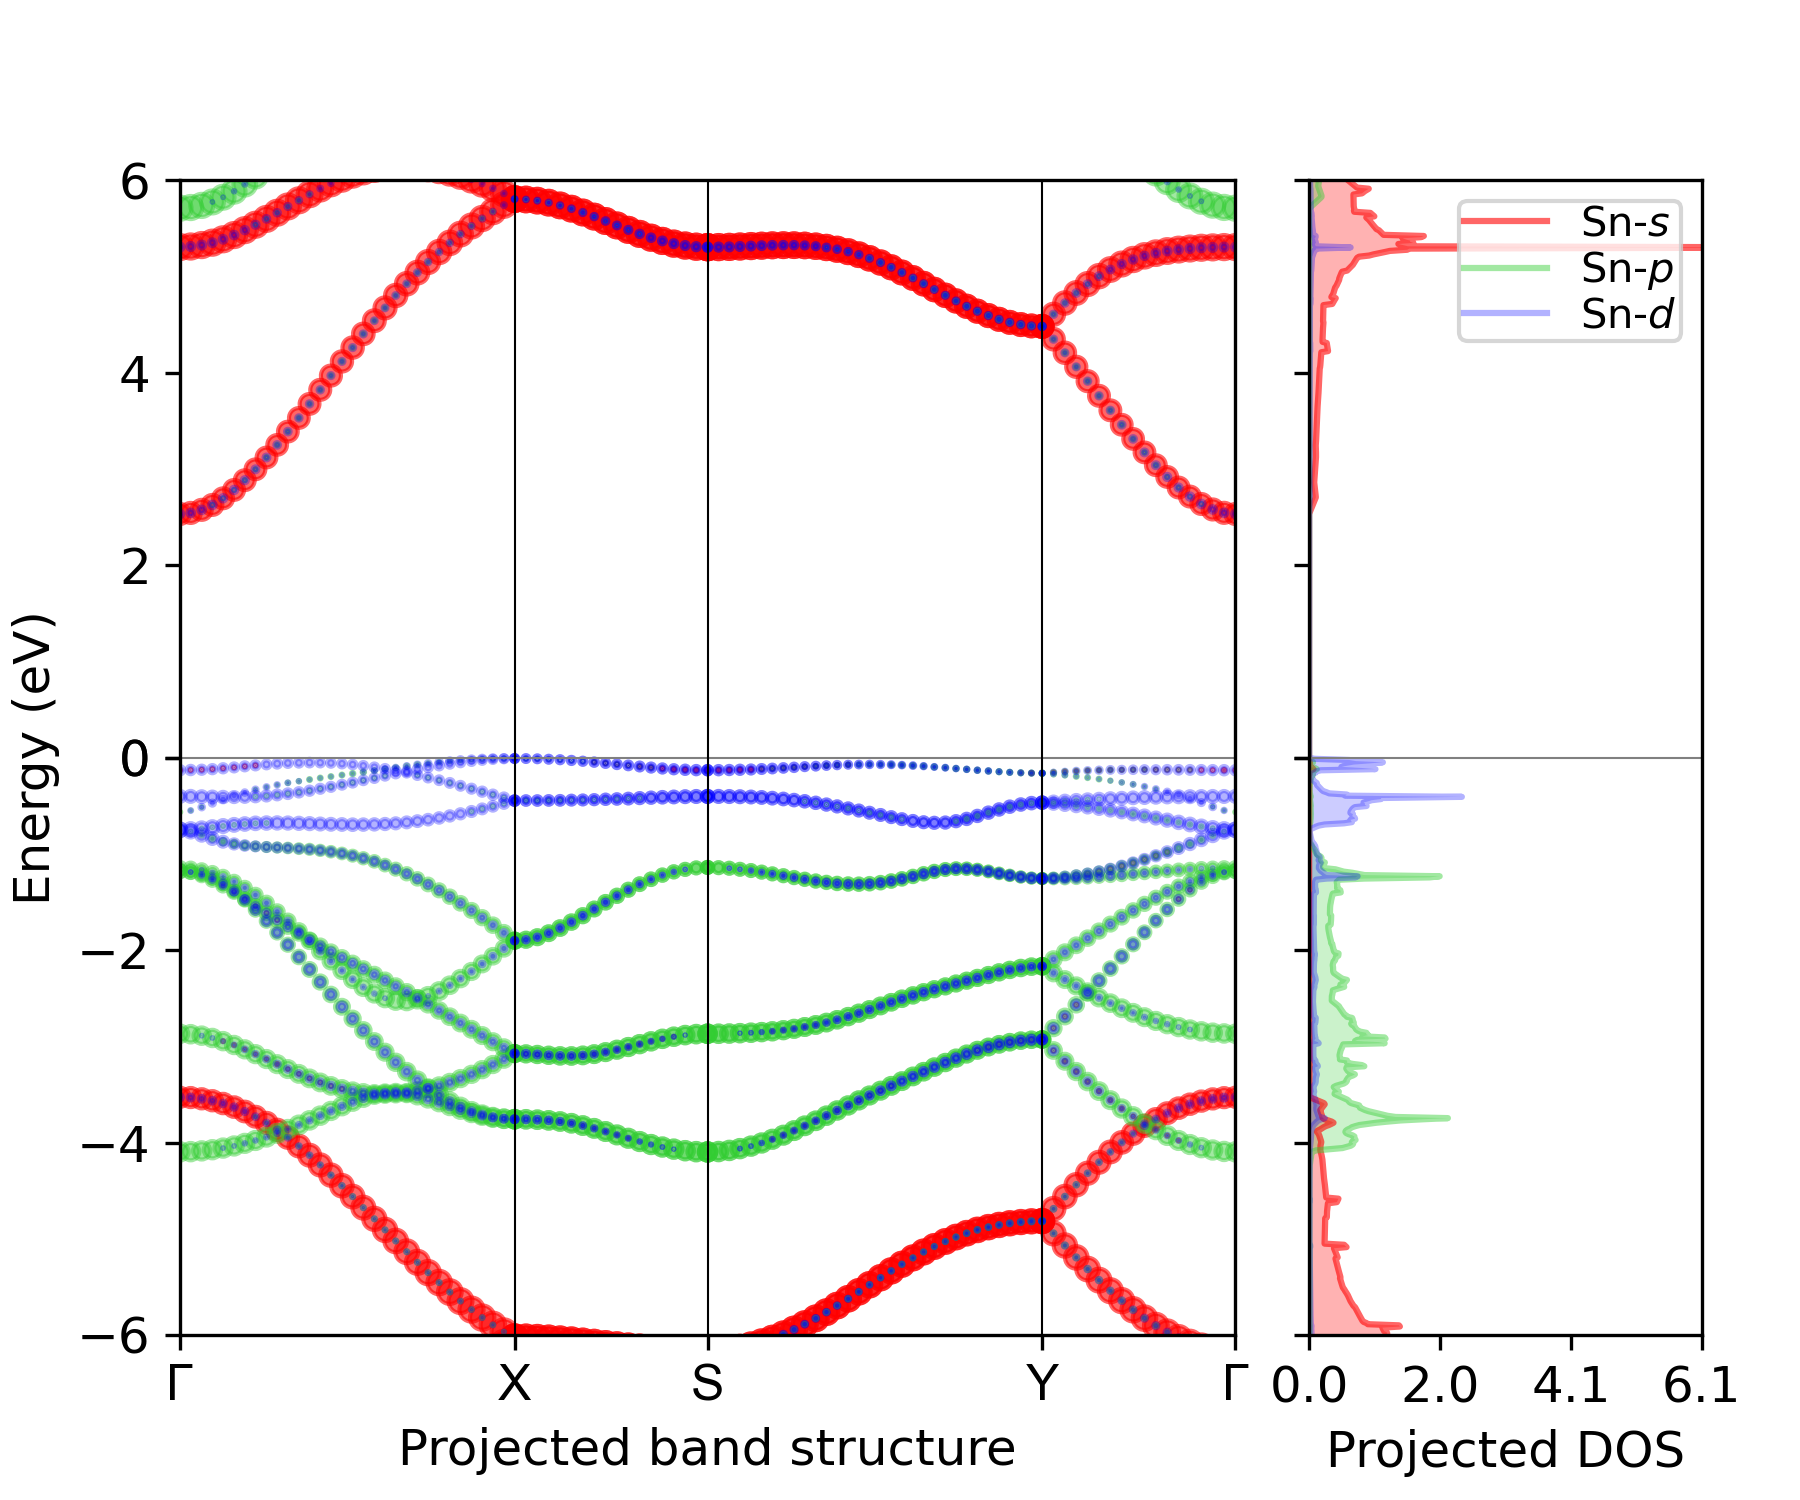 Energy (eV)
6
4
2
0
−2
−4
−6
Γ X S Y Γ
Projected band structure
Sn-s
Sn-p
Sn-d
0.0 2.0 4.1 6.1
Projected DOS